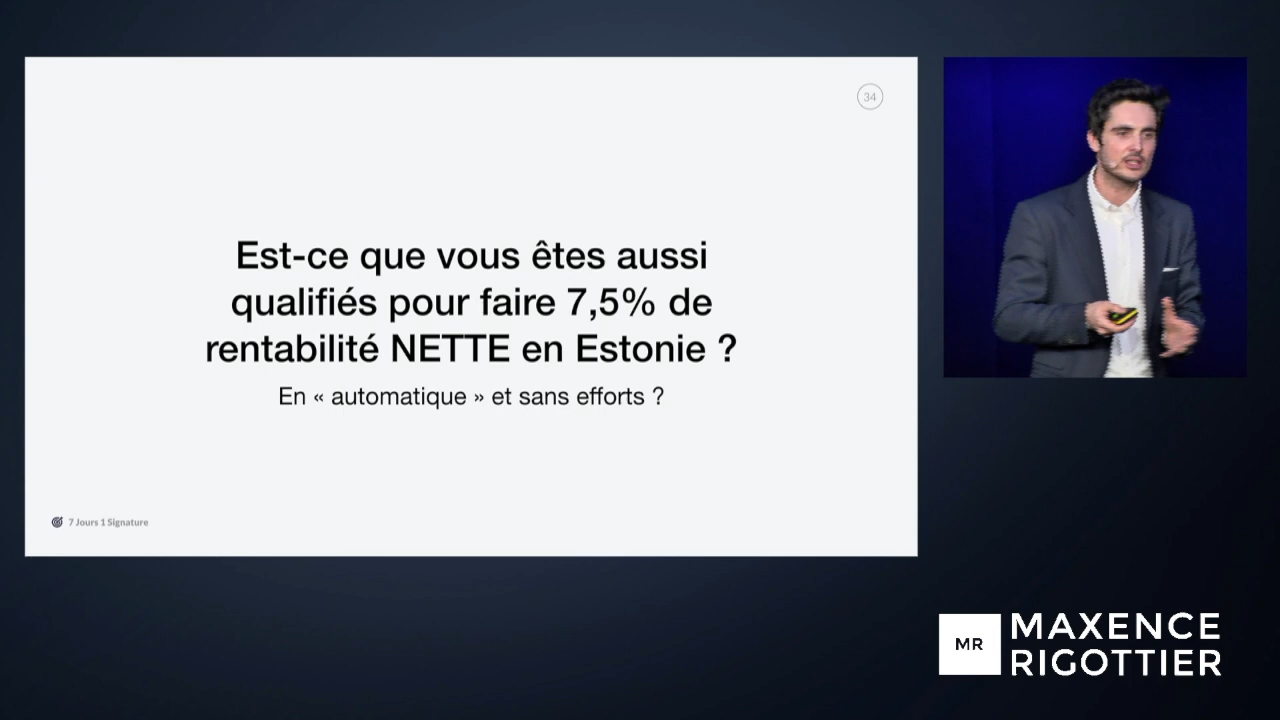 34
Est-ce que vous êtes aussi
qualifiés pour faire 7,5% de
rentabilité NETTE en Estonie ?
En « automatique » et sans efforts ?
7 Jours 1 Signature
MR
MAXENCE
RIGOTTIER